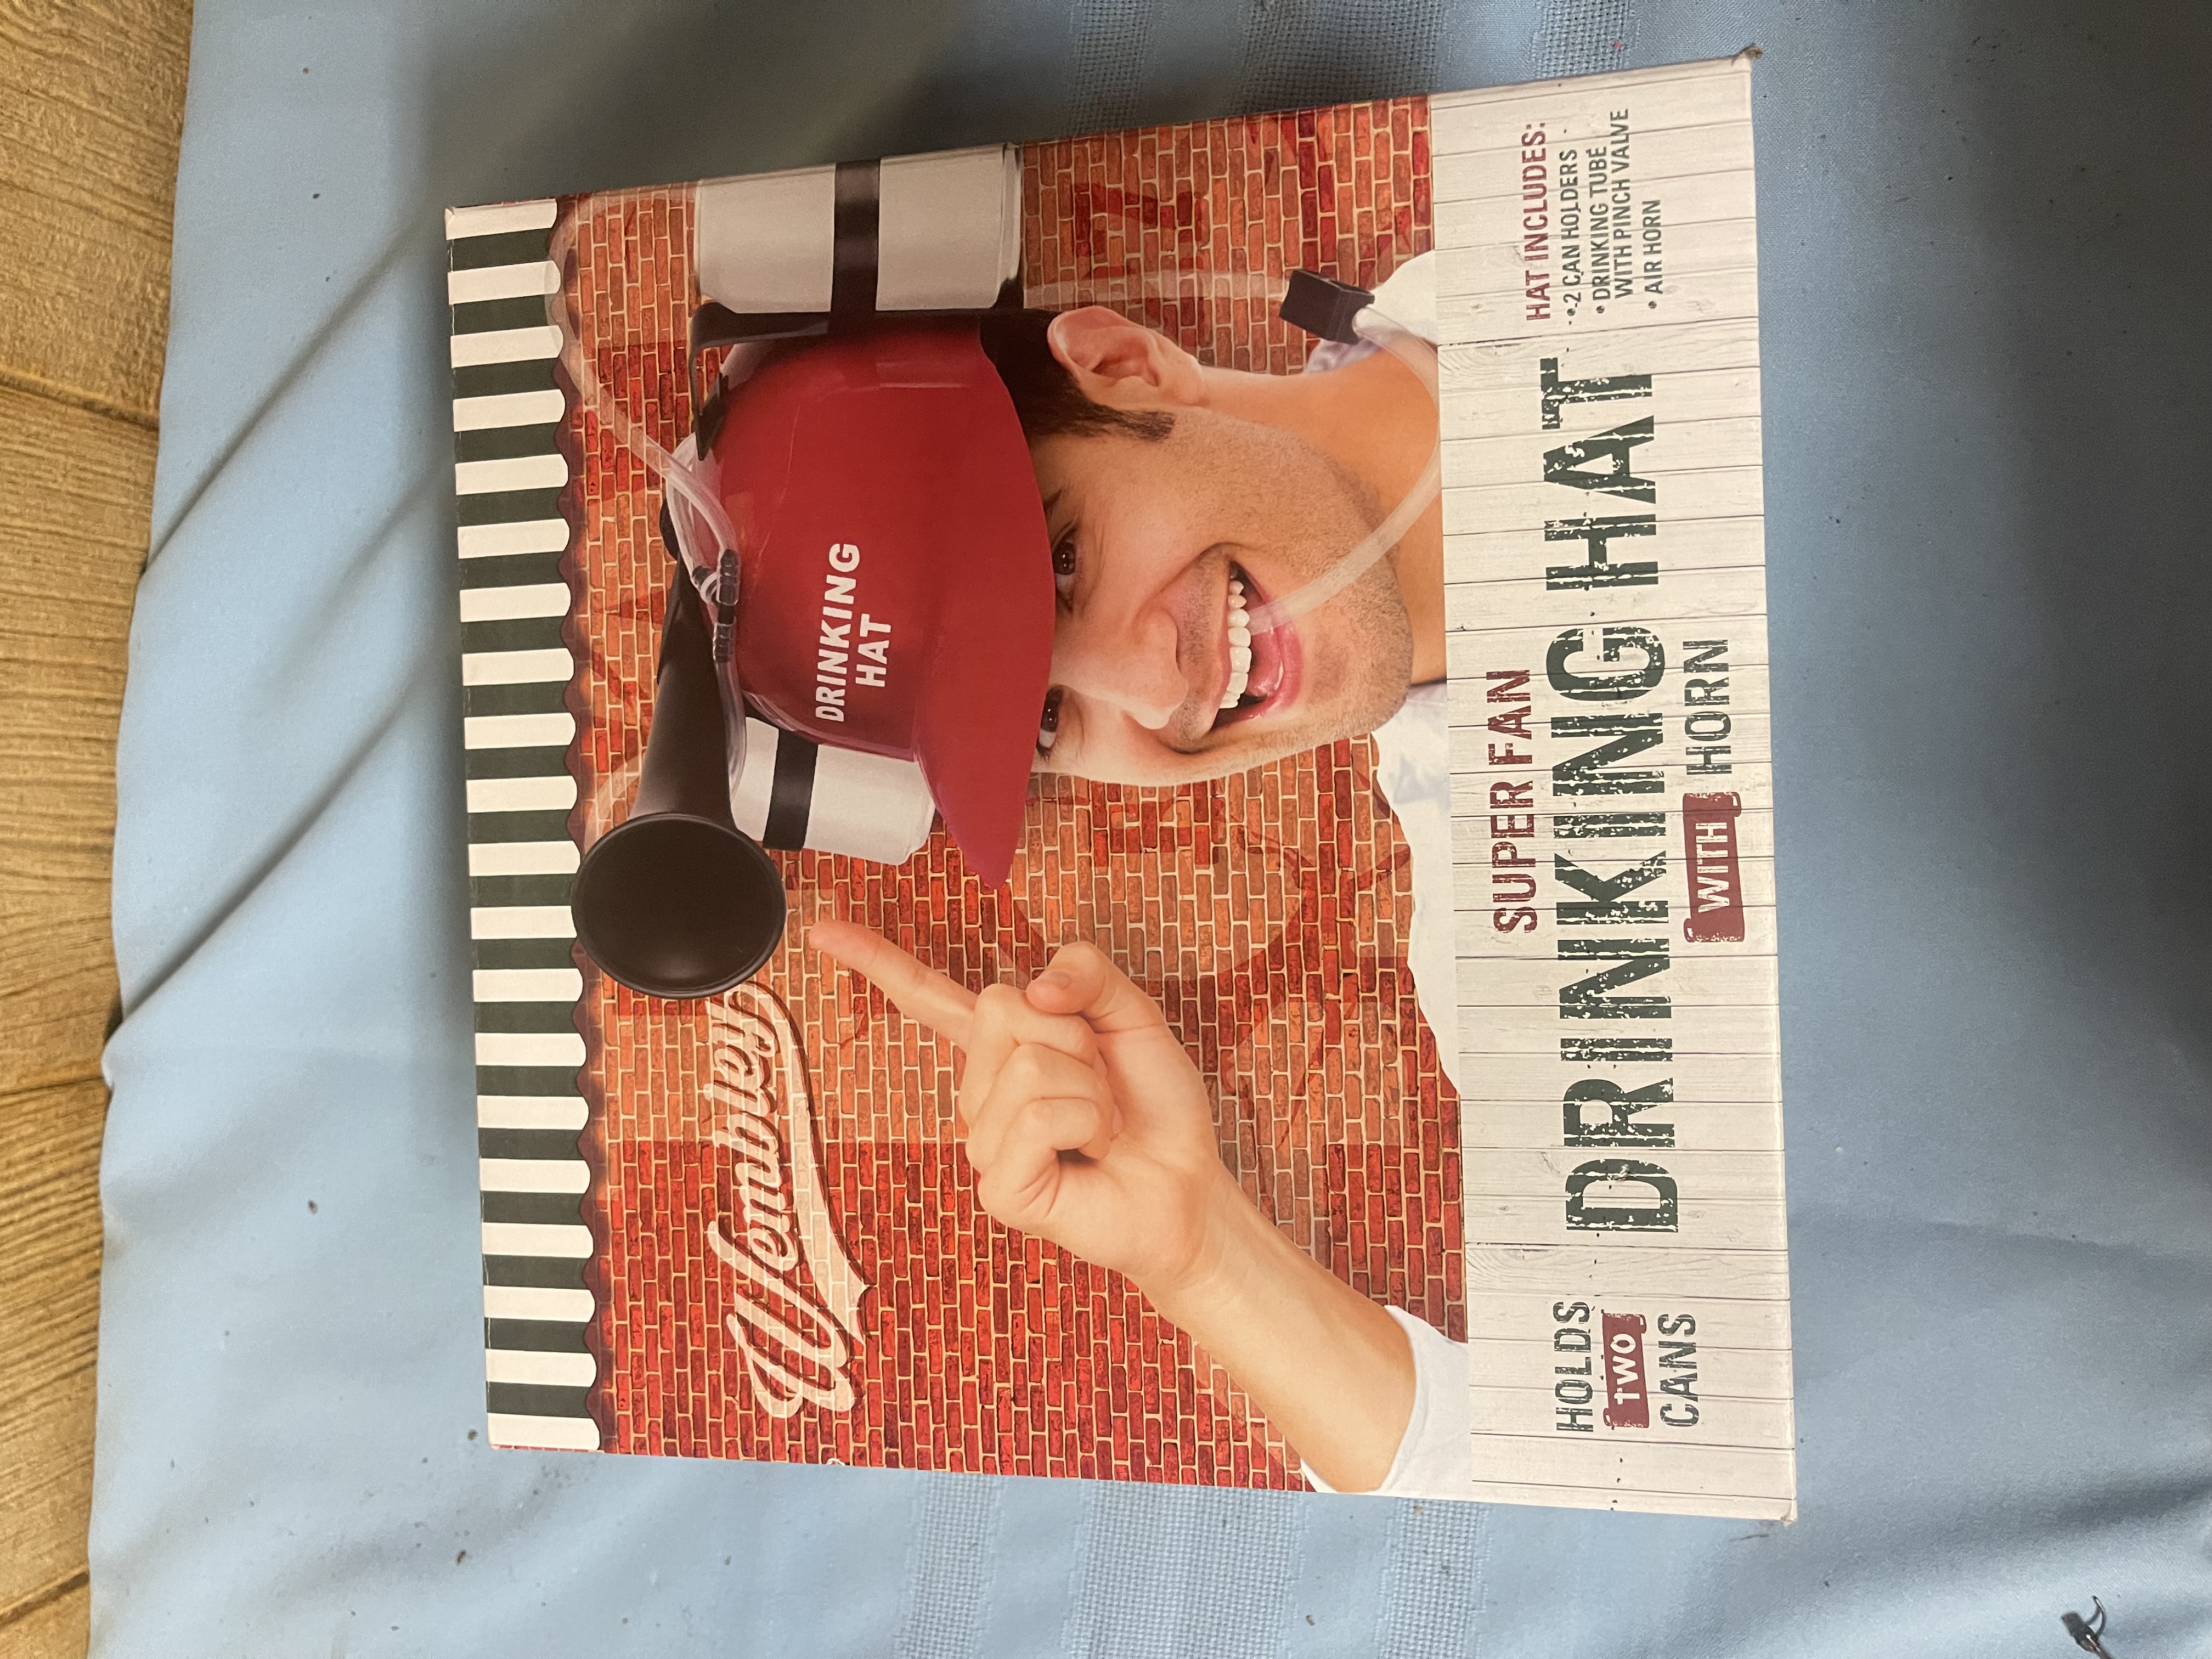 Wembley
DRINKING
HAT
HOLDS
TWO
CANS
SUPER FAN
DRINKING HAT
WITH HORN
HAT INCLUDES:
• 2 CAN HOLDERS
• DRINKING TUBE
WITH PINCH VALVE
• AIR HORN